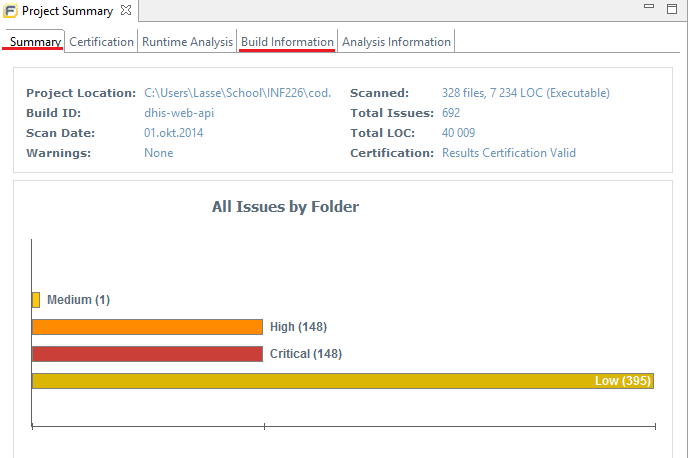 Project Summary
Summary Certification Runtime Analysis Build Information Analysis Information
Project Location: C:\Users\Lasse\School\INF226\cod. Scanned: 328 files, 7 234 LOC (Executable)
Build ID: dhis-web-api Total Issues: 692
Scan Date: 01.okt.2014 Total LOC: 40 009
Warnings: None Certification: Results Certification Valid
All Issues by Folder
Medium (1)
High (148)
Critical (148)
Low (395)